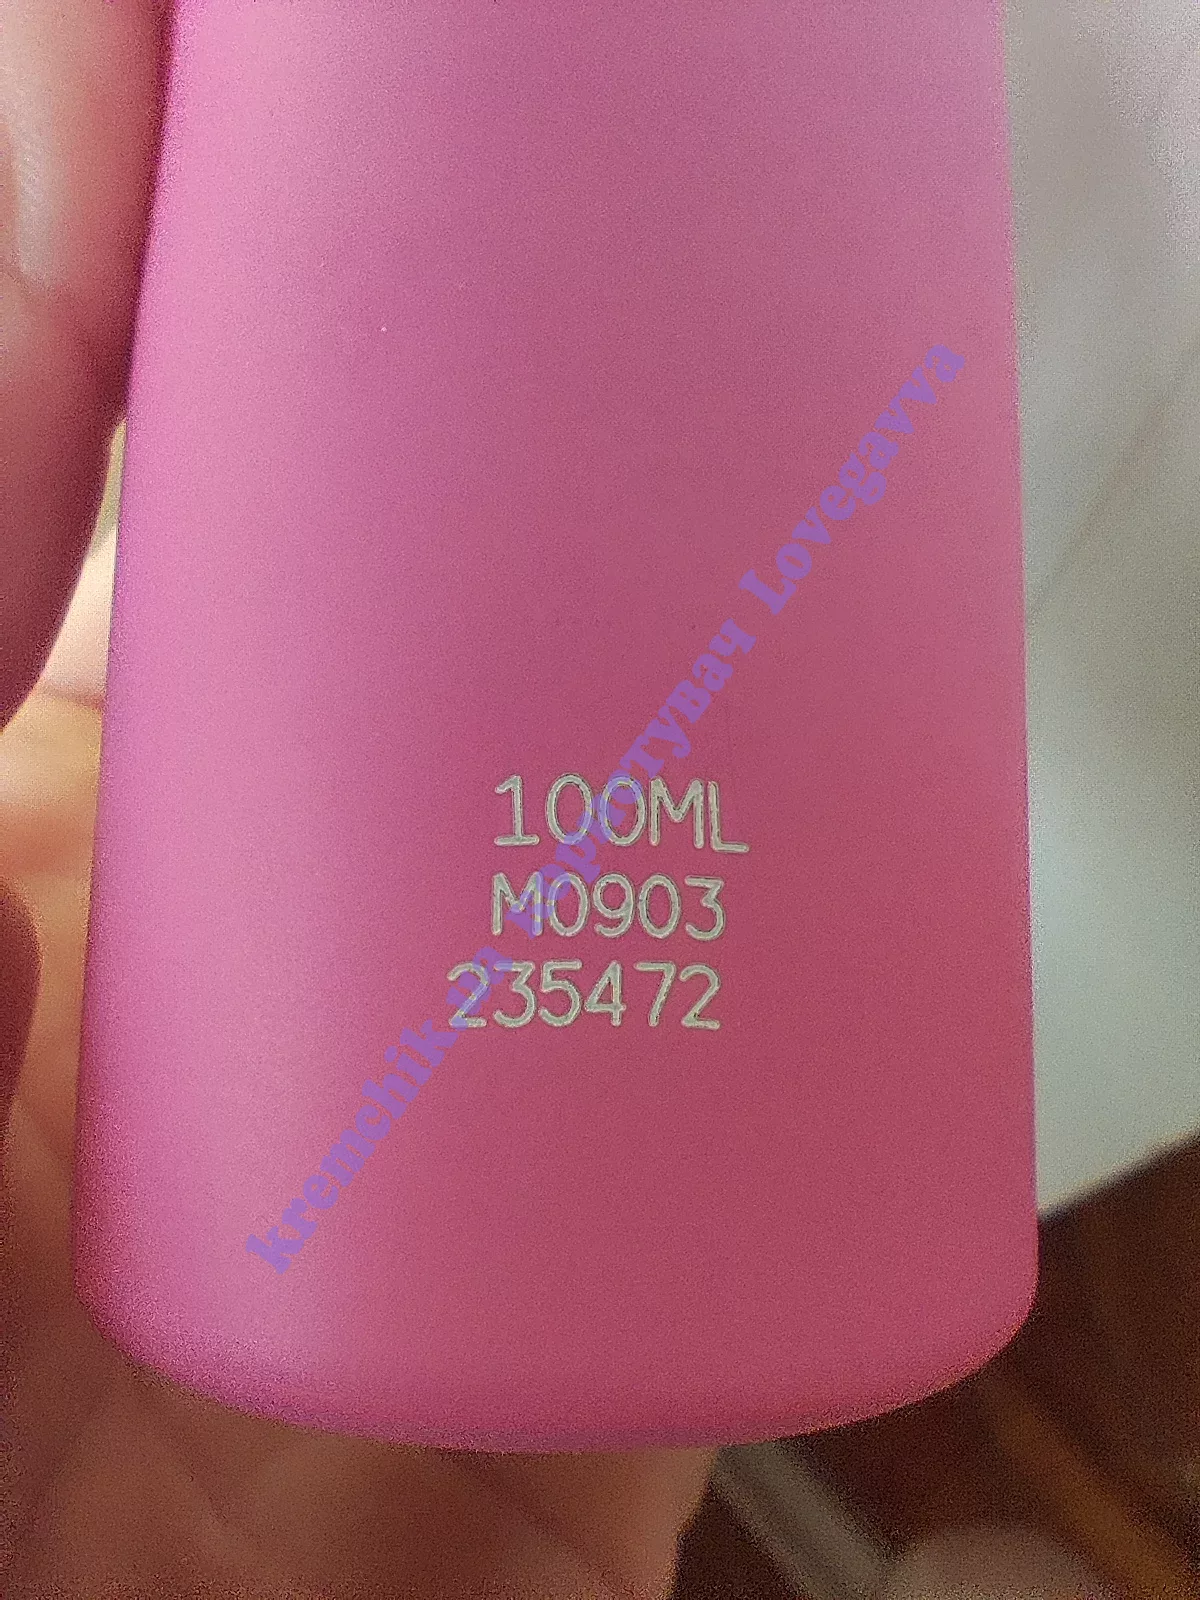 100ML
M0903
235472
kremchik.ua користувач Lovegavva